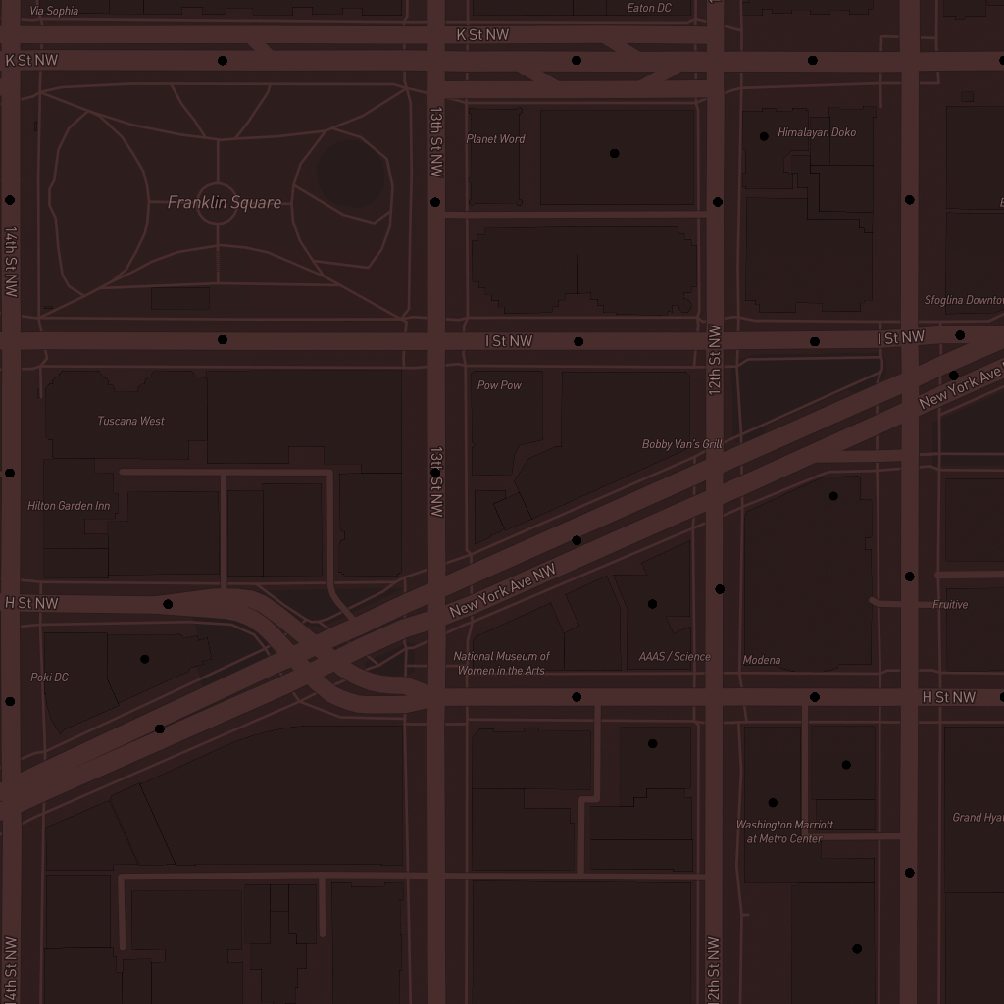 Via Sophia
Eaton DC
K St NW
K St NW
13th St NW
Planet Word
Himalayan Doko
Franklin Square
14th St NW
Sfoglina Downto
I St NW
I St NW
12th St NW
New York Ave
Pow Pow
Tuscana West
Bobby Yan's Grill
13th St NW
Hilton Garden Inn
New York Ave NW
H St NW
Fruitive
National Museum of
Women in the Arts
AAAS / Science
Modena
Poki DC
H St NW
Grand Hya
Washington Marriott
at Metro Center
14th St NW
12th St NW